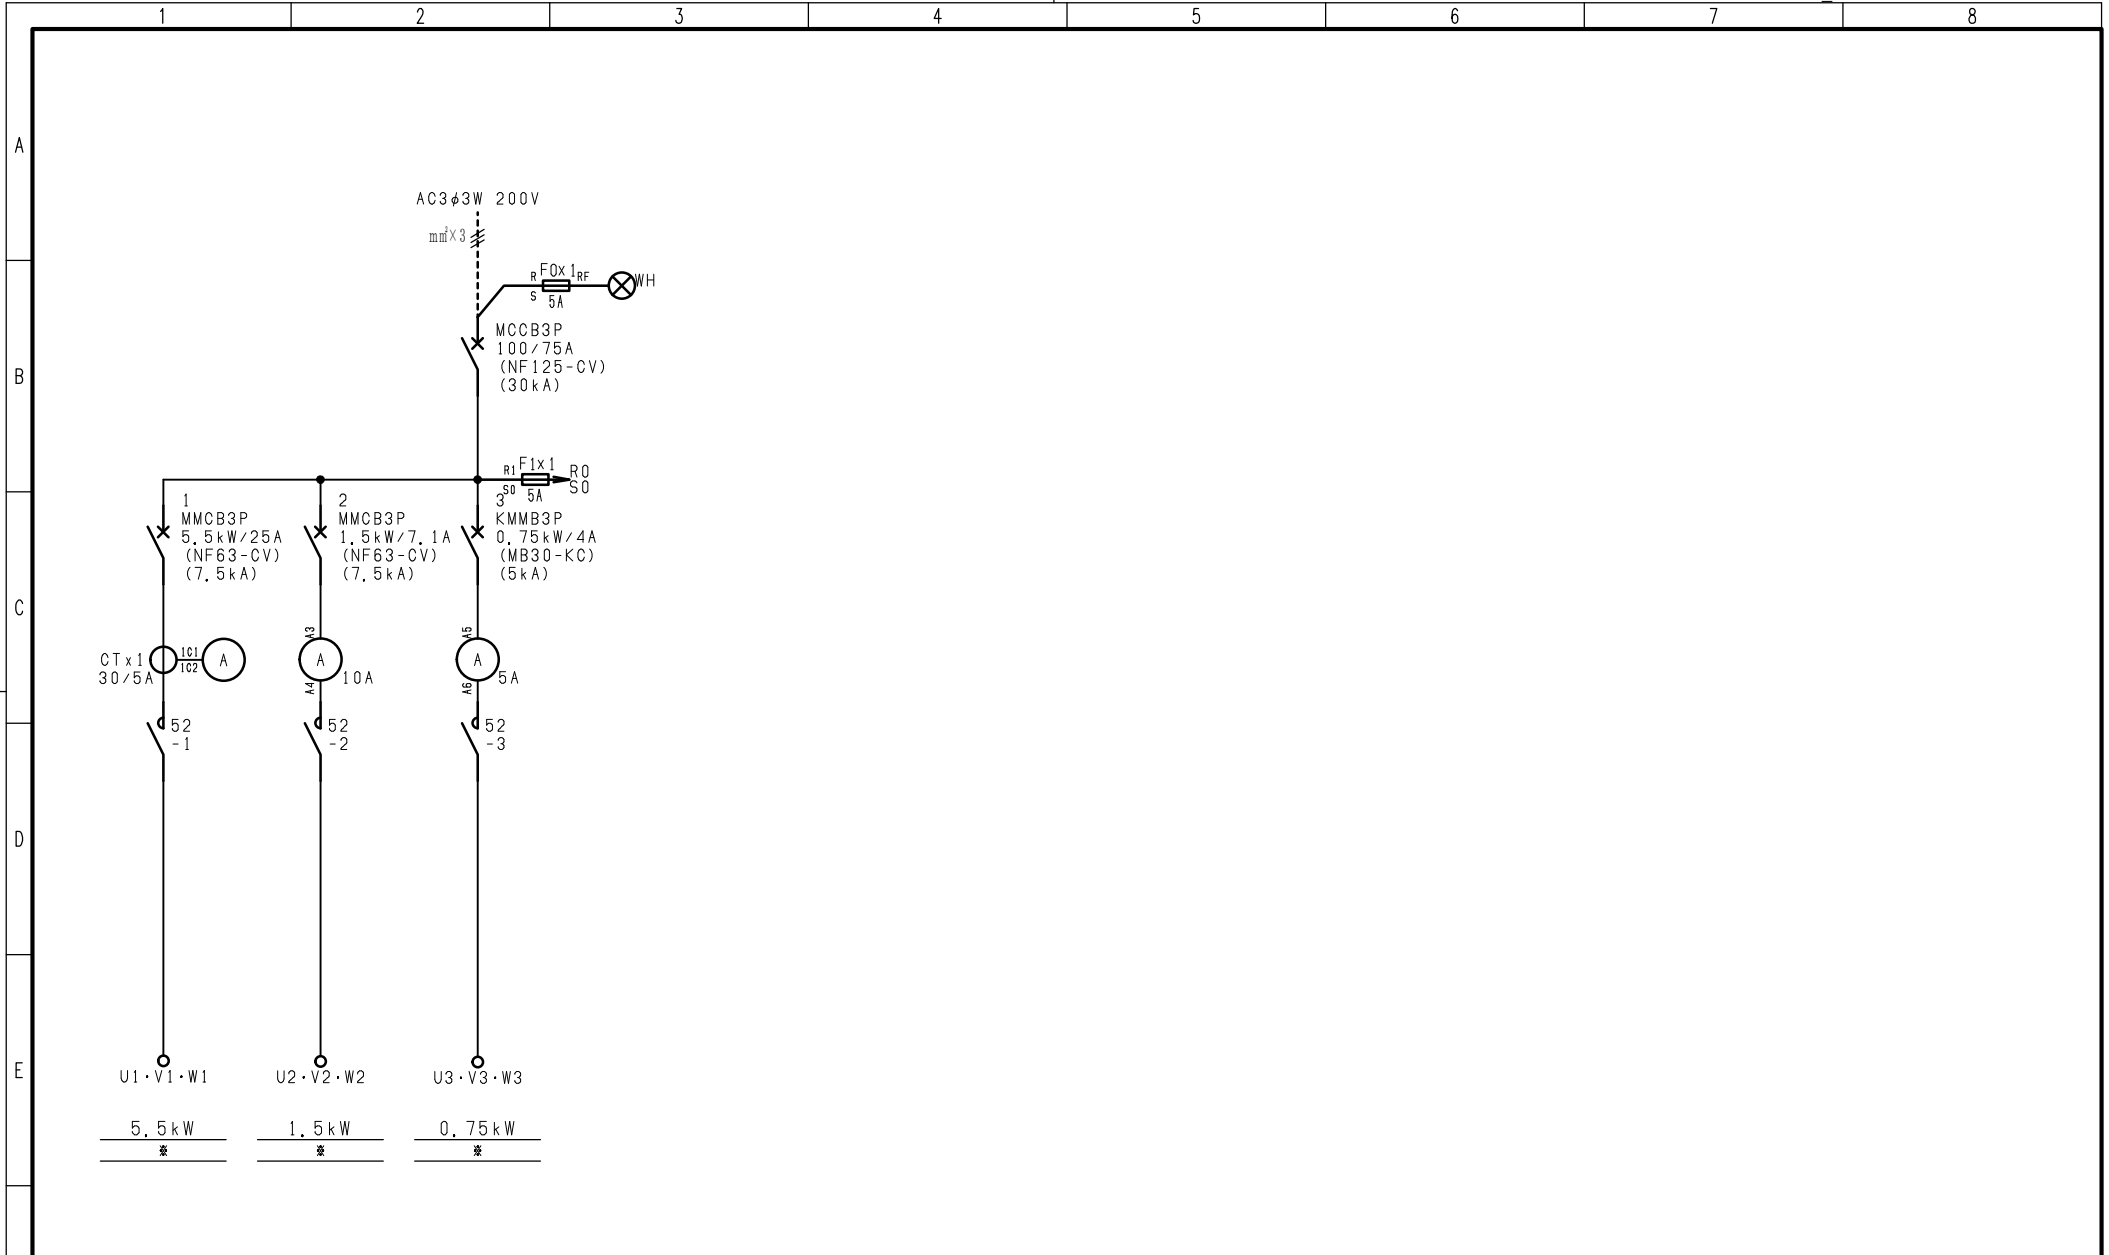 1 2 3 4 5 6 7 8
A
AC3φ3W 200V
mm²×3
R F0x1 RF WH
S 5A
B
MCCB3P
100/75A
(NF125-CV)
(30kA)
R1 F1x1 R0
S0 5A S0
1
MMCB3P
5.5kW/25A
(NF63-CV)
(7.5kA)
2
MMCB3P
1.5kW/7.1A
(NF63-CV)
(7.5kA)
3
KMMB3P
0.75kW/4A
(MB30-KC)
(5kA)
C
CTx1 1C1 A
30/5A 1C2
A3
A 10A
A4
A5
A 5A
A6
52
-1
52
-2
52
-3
D
E
U1・V1・W1 U2・V2・W2 U3・V3・W3
5.5kW 1.5kW 0.75kW
※ ※ ※